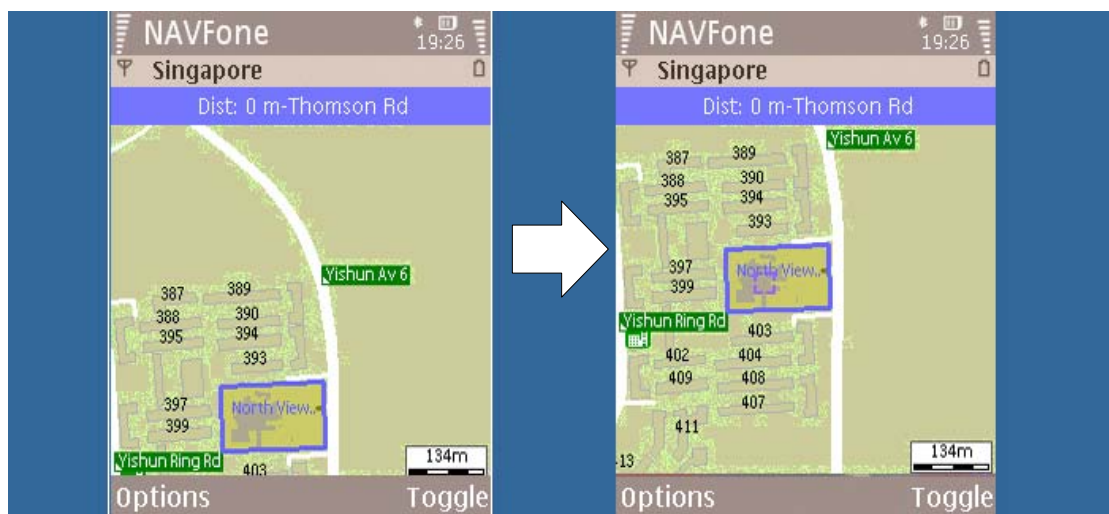 NAVFone
19:26
Singapore
Dist: 0 m-Thomson Rd
Yishun Av 6
387 389
388 390
395 394
393
397
North View..
399
Yishun Ring Rd
403
134m
Options Toggle
NAVFone
19:26
Singapore
Dist: 0 m-Thomson Rd
Yishun Av 6
387 389
388 390
395 394
393
397
North View..
399
Yishun Ring Rd
403
402 404
409 408
407
411
13
134m
Options Toggle